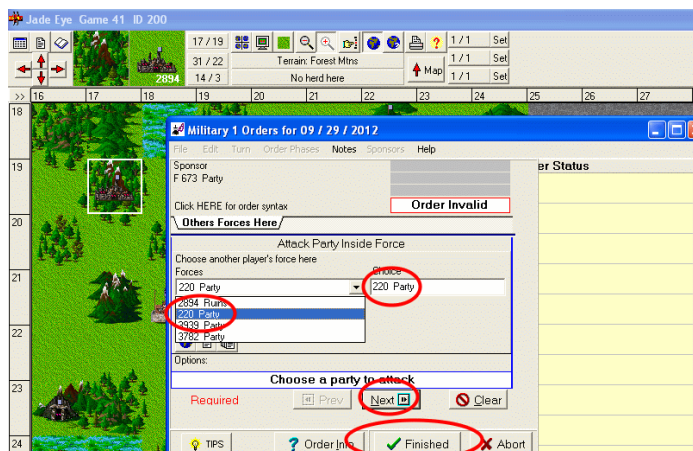 Jade Eye Game 41 ID 200
17 / 19
1 / 1 Set
31 / 22
Terrain: Forest Mtns
Map
1 / 1 Set
2894
14 / 3
No herd here
1 / 1 Set
>> 16 17 18 19 20 21 22 23 24 25 26 27
18
Military 1 Orders for 09 / 29 / 2012
File Edit Turn Order Phases Notes Sponsors Help
19
Sponsor
er Status
F 673 Party
Click HERE for order syntax
Order Invalid
20
Others Forces Here
Attack Party Inside Force
Choose another player's force here
21
Forces
Choice
220 Party
220 Party
2894 Ruins
220 Party
3939 Party
22
3782 Party
Options:
Choose a party to attack
23
Required
Prev
Next
Clear
24
TIPS
? Order Info
Finished
Abort